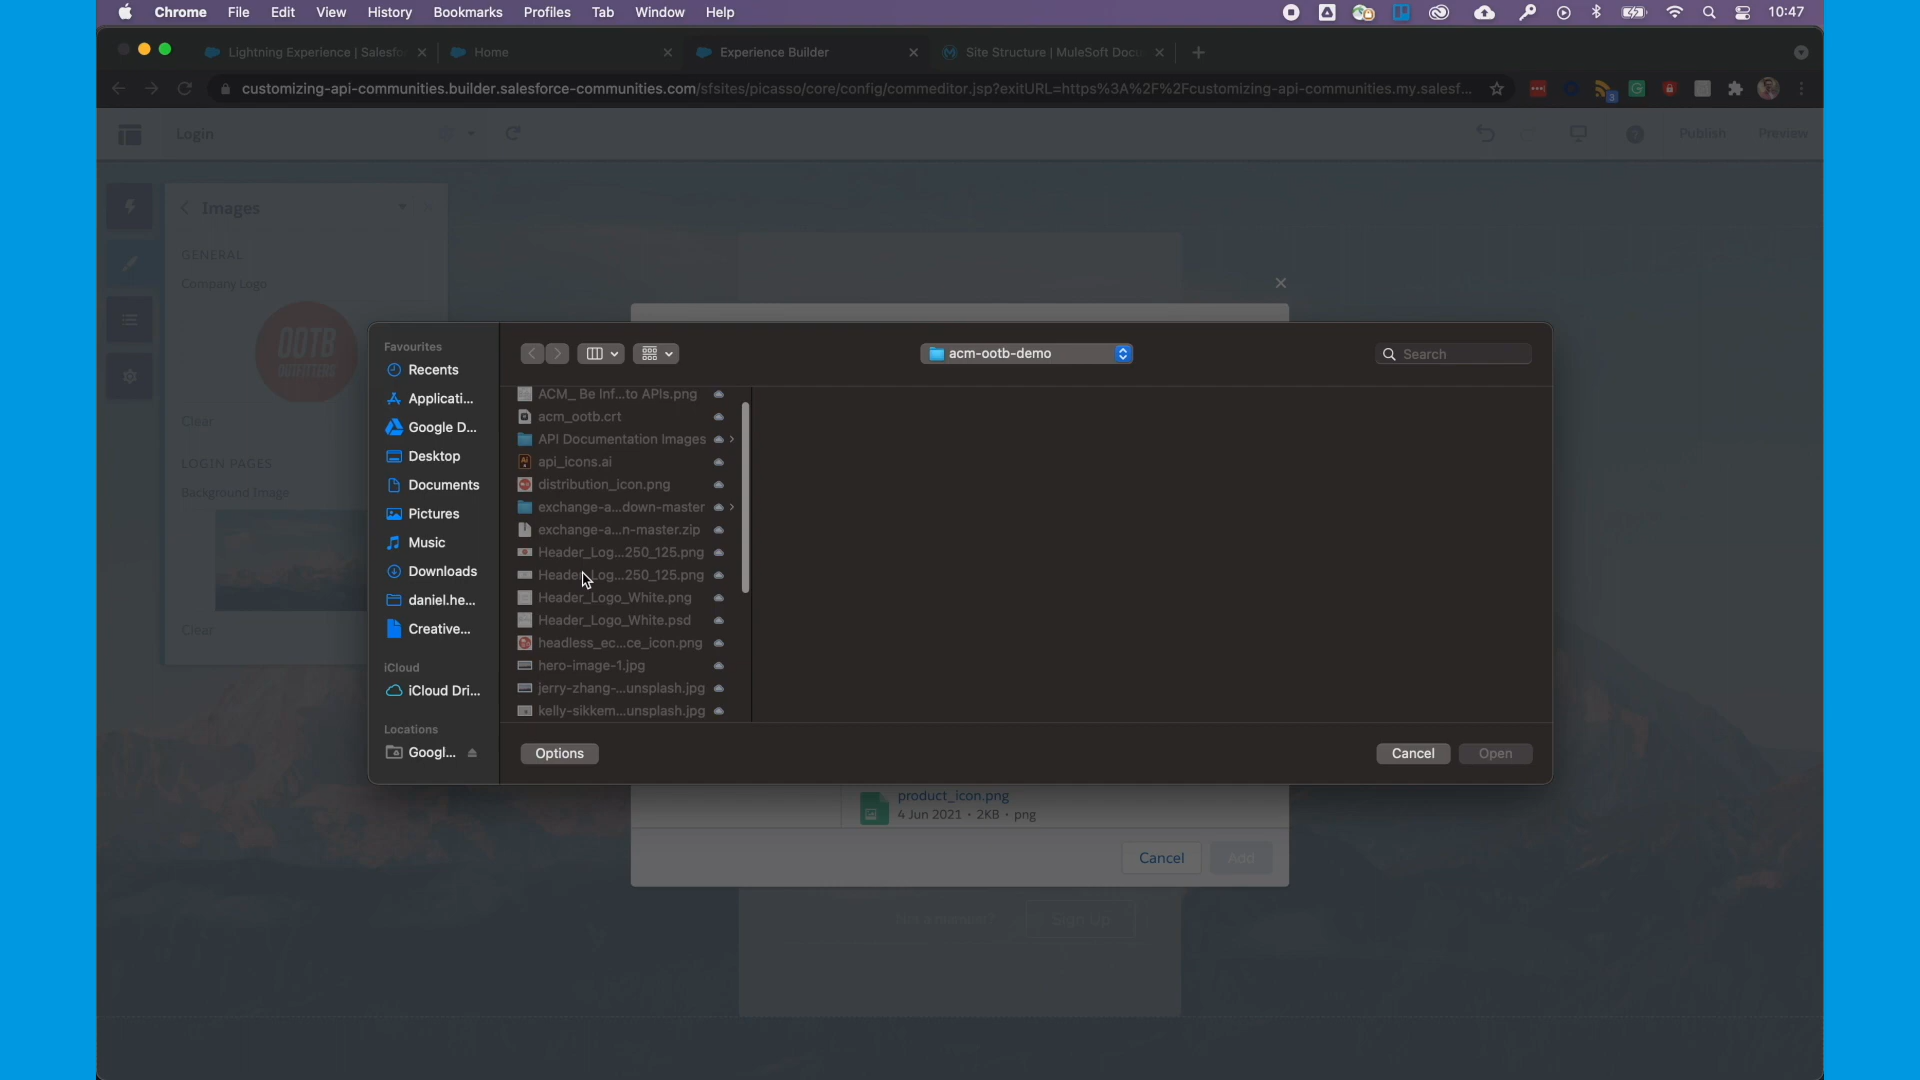 Chrome File Edit View History Bookmarks Profiles Tab Window Help 10:47
Lightning Experience | Salesfo Home Experience Builder Site Structure | MuleSoft Docu
customizing-api-communities.builder.salesforce-communities.com/sfsites/picasso/core/config/commeditor.jsp?exitURL=https%3A%2F%2Fcustomizing-api-communities.my.salesf...
3
Login Publish Preview
Images
GENERAL
Company Logo
OOTB
OUTFITTERS
Clear
LOGIN PAGES
Background Image
Clear
Favourites
Recents
Applicati...
Google D...
Desktop
Documents
Pictures
Music
Downloads
daniel.he...
Creative...
iCloud
iCloud Dri...
Locations
Googl...
acm-ootb-demo
Search
ACM_ Be Inf...to APIs.png
acm_ootb.crt
API Documentation Images
api_icons.ai
distribution_icon.png
exchange-a...down-master
exchange-a...n-master.zip
Header_Log...250_125.png
Header_Log...250_125.png
Header_Logo_White.png
Header_Logo_White.psd
headless_ec...ce_icon.png
hero-image-1.jpg
jerry-zhang-...unsplash.jpg
kelly-sikkem...unsplash.jpg
Options Cancel Open
product_icon.png
4 Jun 2021 • 2KB • png
Cancel Add
Not a member? Sign Up